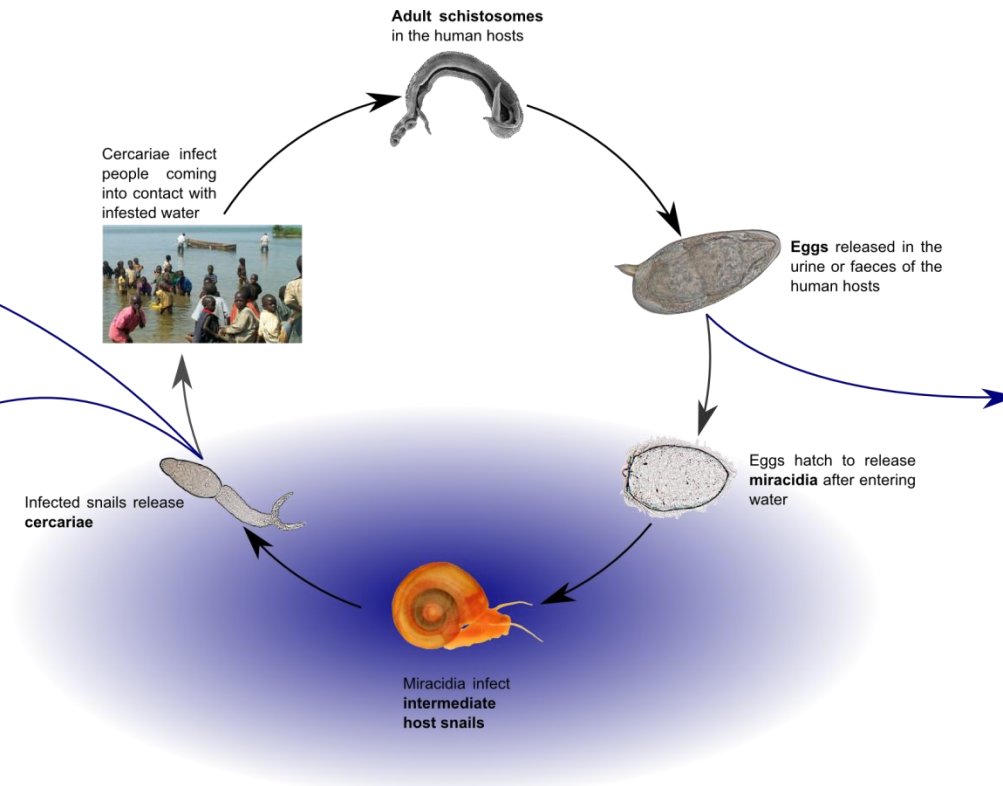 Adult schistosomes
in the human hosts
Cercariae infect
people coming
into contact with
infested water
Eggs released in the
urine or faeces of the
human hosts
Eggs hatch to release
miracidia after entering
water
Infected snails release
cercariae
Miracidia infect
intermediate
host snails